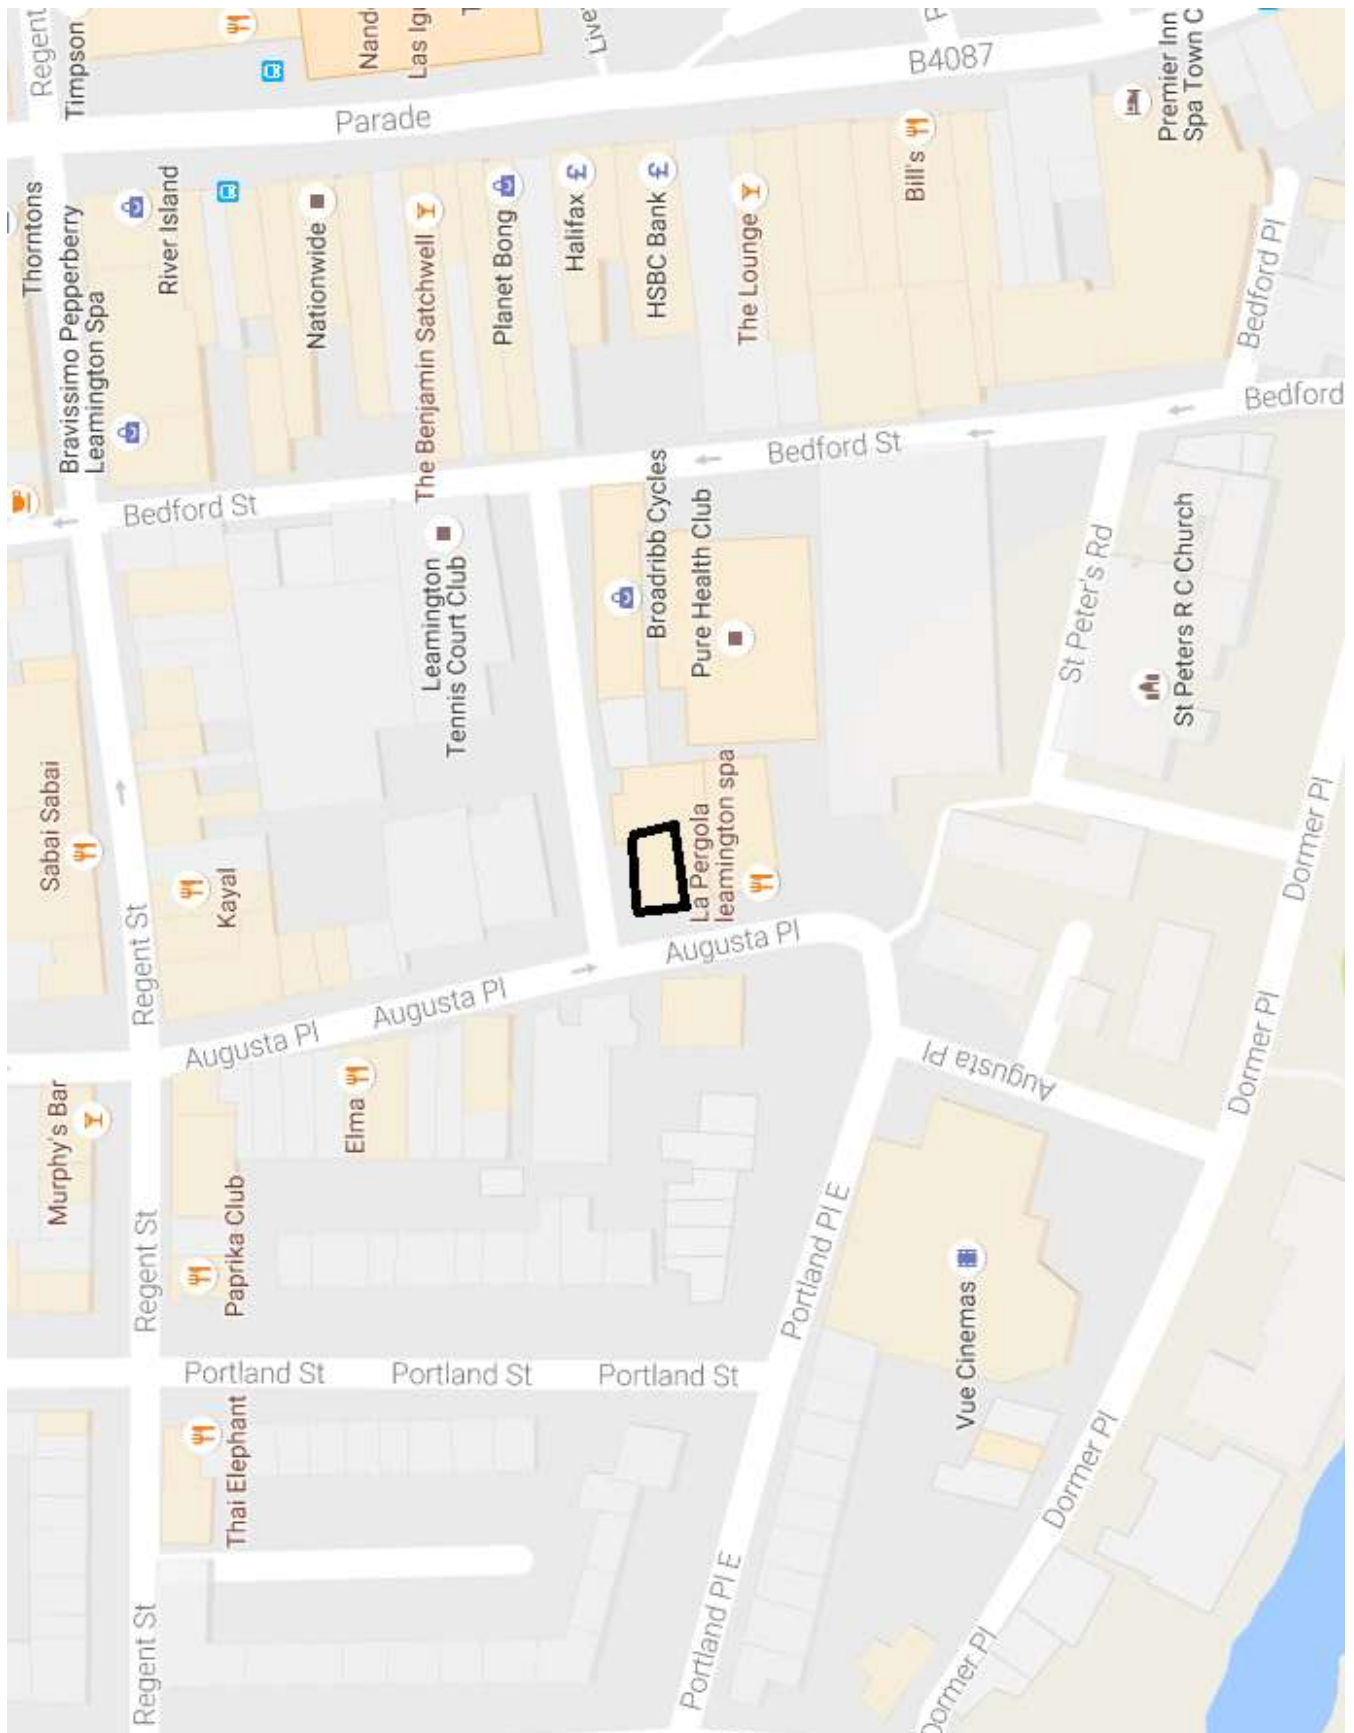 Thorntons
Regent
Murphy's Bar
Sabai Sabai
Bravissimo Pepperberry
Leamington Spa
Timpson
Regent St
Regent St
Regent St
Bedford St
River Island
Augusta Pl
Kayal
Thai Elephant
Portland St
Paprika Club
Nationwide
Elma
Parade
Nand
Augusta Pl
Las Igu
The Benjamin Satchwell
Leamington
Tennis Court Club
Portland St
Planet Bong
Halifax
Live
Broadribb Cycles
HSBC Bank
Portland St
Pure Health Club
La Pergola
leamington spa
Augusta Pl
Portland Pl E
The Lounge
Portland Pl E
Bedford St
Bill's
B4087
Vue Cinemas
Augusta Pl
Dormer Pl
Dormer Pl
St Peter's Rd
Premier Inn
Spa Town C
St Peters R C Church
Dormer Pl
Dormer Pl
Bedford Pl
Bedford